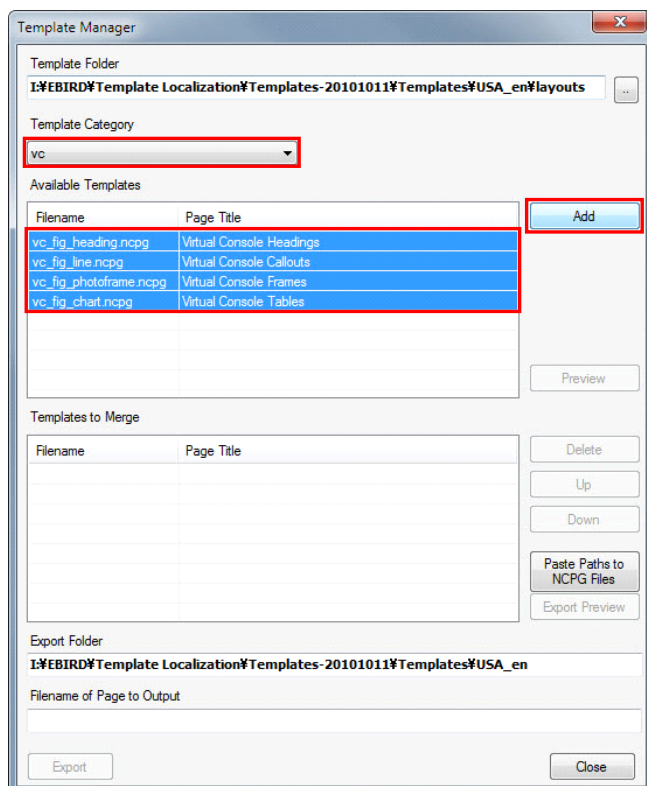 Template Manager
Template Folder
I:¥EBIRD¥Template Localization¥Templates-20101011¥Templates¥USA_en¥layouts
..
Template Category
vc
Available Templates
Filename Page Title
Add
vc_fig_heading.ncpg Virtual Console Headings
vc_fig_line.ncpg Virtual Console Callouts
vc_fig_photoframe.ncpg Virtual Console Frames
vc_fig_chart.ncpg Virtual Console Tables
Preview
Templates to Merge
Filename Page Title
Delete
Up
Down
Paste Paths to
NCPG Files
Export Preview
Export Folder
I:¥EBIRD¥Template Localization¥Templates-20101011¥Templates¥USA_en
Filename of Page to Output
Export
Close